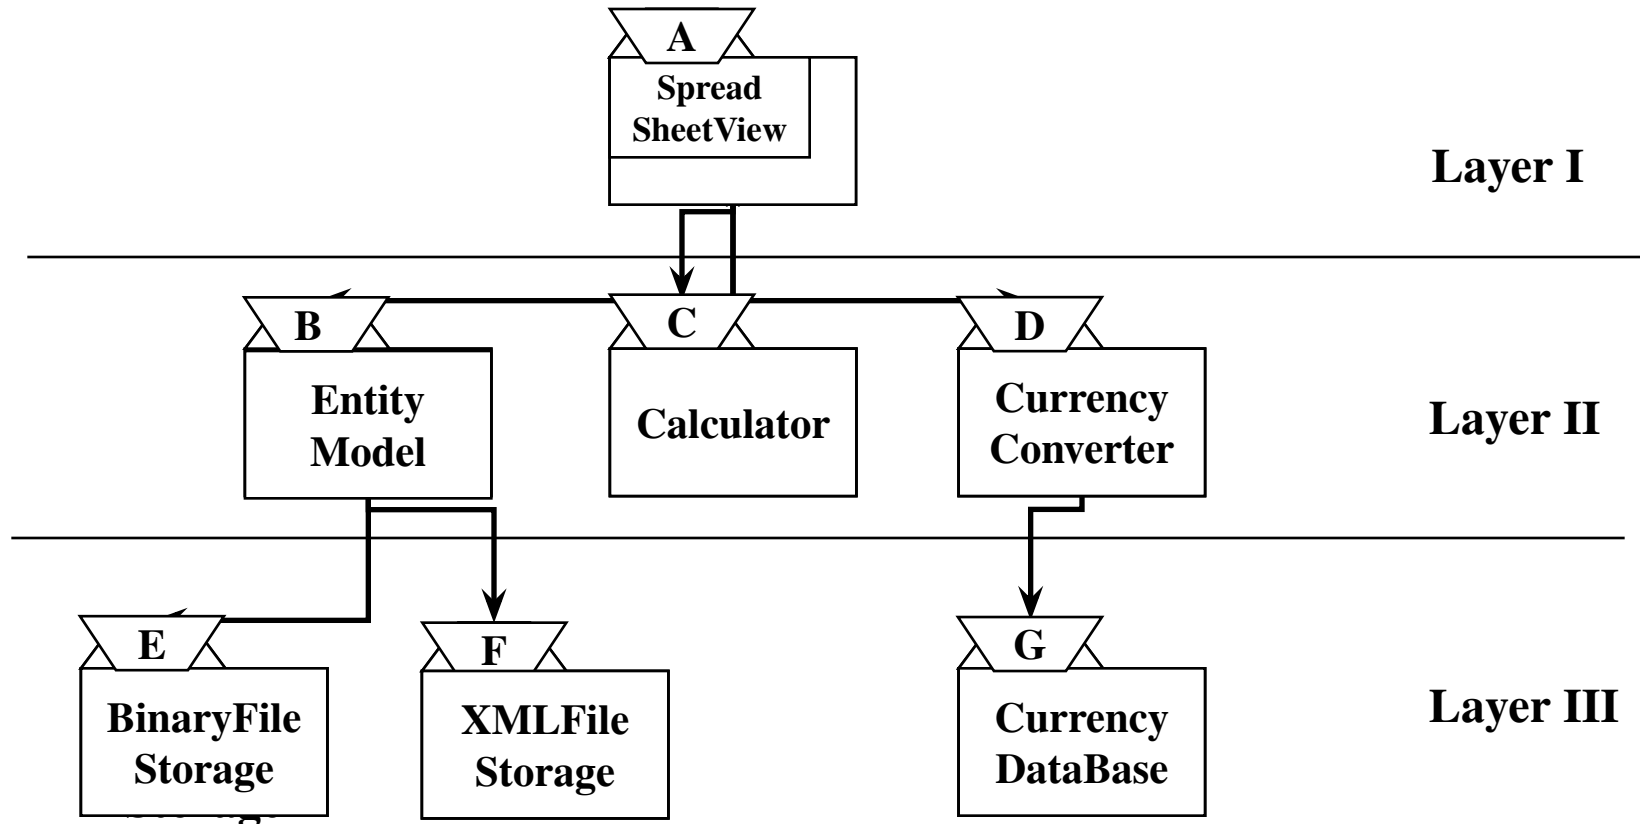 A
Spread
SheetView
Layer I
B
C
D
Entity
Model
Calculator
Currency
Converter
Layer II
E
F
G
BinaryFile
Storage
XMLFile
Storage
Currency
DataBase
Layer III